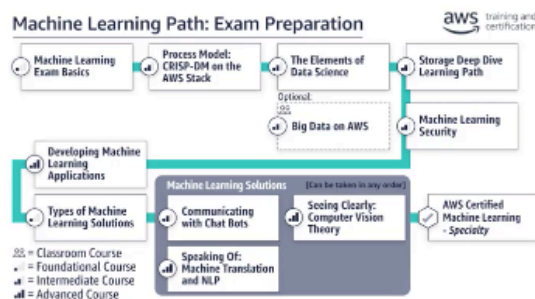 Machine Learning Path: Exam Preparation
aws training and
certification
Machine Learning
Exam Basics
Process Model:
CRISP-DM on the
AWS Stack
The Elements of
Data Science
Storage Deep Dive
Learning Path
Optional:
Big Data on AWS
Machine Learning
Security
Developing Machine
Learning
Applications
Types of Machine
Learning Solutions
Machine Learning Solutions
[Can be taken in any order]
Communicating
with Chat Bots
Seeing Clearly:
Computer Vision
Theory
AWS Certified
Machine Learning
- Specialty
Speaking Of:
Machine Translation
and NLP
= Classroom Course
= Foundational Course
= Intermediate Course
= Advanced Course